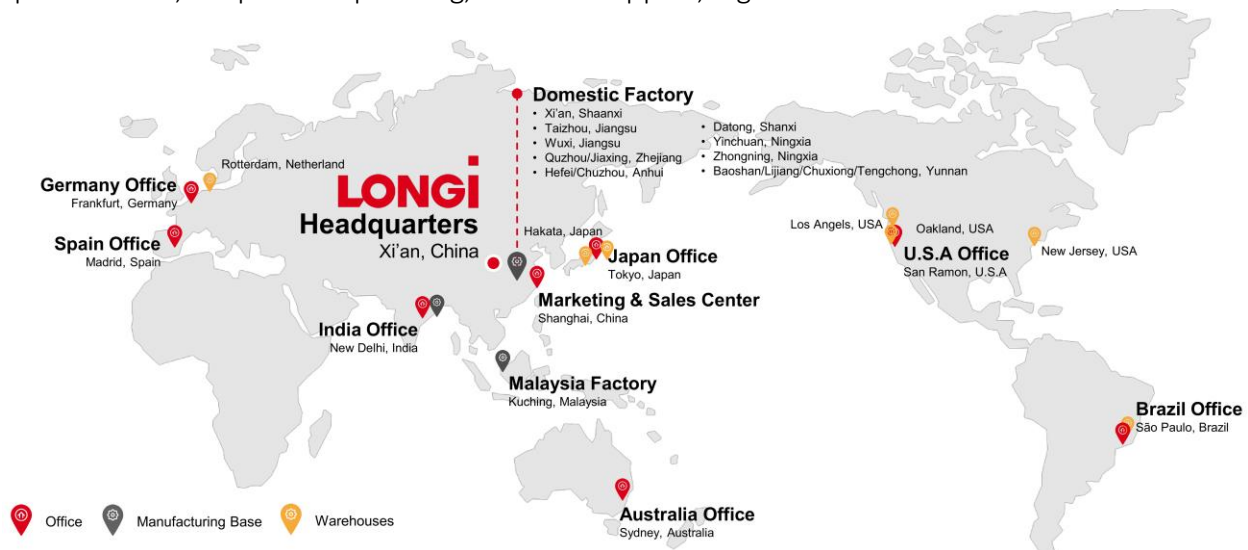 Domestic Factory
• Xi'an, Shaanxi
• Taizhou, Jiangsu
• Wuxi, Jiangsu
• Quzhou/Jiaxing, Zhejiang
• Hefei/Chuzhou, Anhui
• Datong, Shanxi
• Yinchuan, Ningxia
• Zhongning, Ningxia
• Baoshan/Lijiang/Chuxiong/Tengchong, Yunnan
Rotterdam, Netherland
Germany Office
Frankfurt, Germany
Spain Office
Madrid, Spain
LONGi
Headquarters
Xi'an, China
Hakata, Japan
Japan Office
Tokyo, Japan
Marketing & Sales Center
Shanghai, China
India Office
New Delhi, India
Malaysia Factory
Kuching, Malaysia
Los Angels, USA
Oakland, USA
U.S.A Office
San Ramon, U.S.A
New Jersey, USA
Brazil Office
São Paulo, Brazil
Australia Office
Sydney, Australia
Office
Manufacturing Base
Warehouses